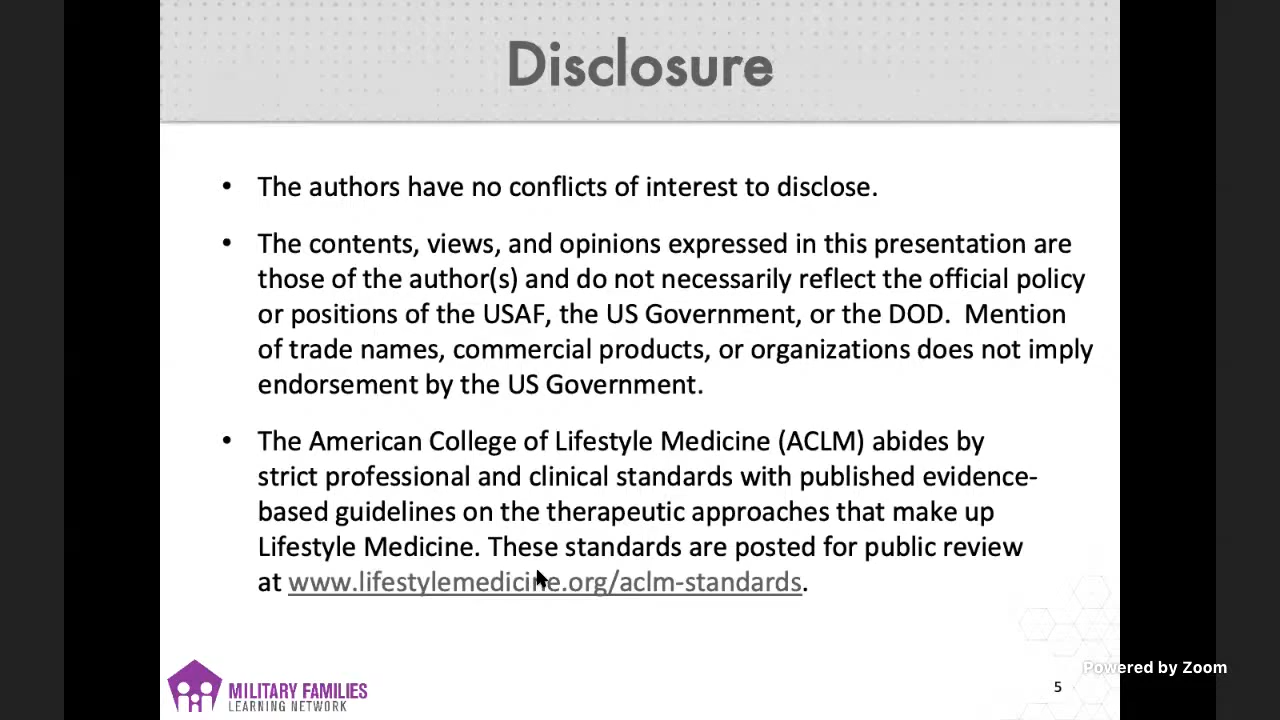 Disclosure
• The authors have no conflicts of interest to disclose.
• The contents, views, and opinions expressed in this presentation are
those of the author(s) and do not necessarily reflect the official policy
or positions of the USAF, the US Government, or the DOD.  Mention
of trade names, commercial products, or organizations does not imply
endorsement by the US Government.
• The American College of Lifestyle Medicine (ACLM) abides by
strict professional and clinical standards with published evidence-
based guidelines on the therapeutic approaches that make up
Lifestyle Medicine. These standards are posted for public review
at www.lifestylemedicine.org/aclm-standards.
Powered by Zoom
MILITARY FAMILIES
LEARNING NETWORK
5